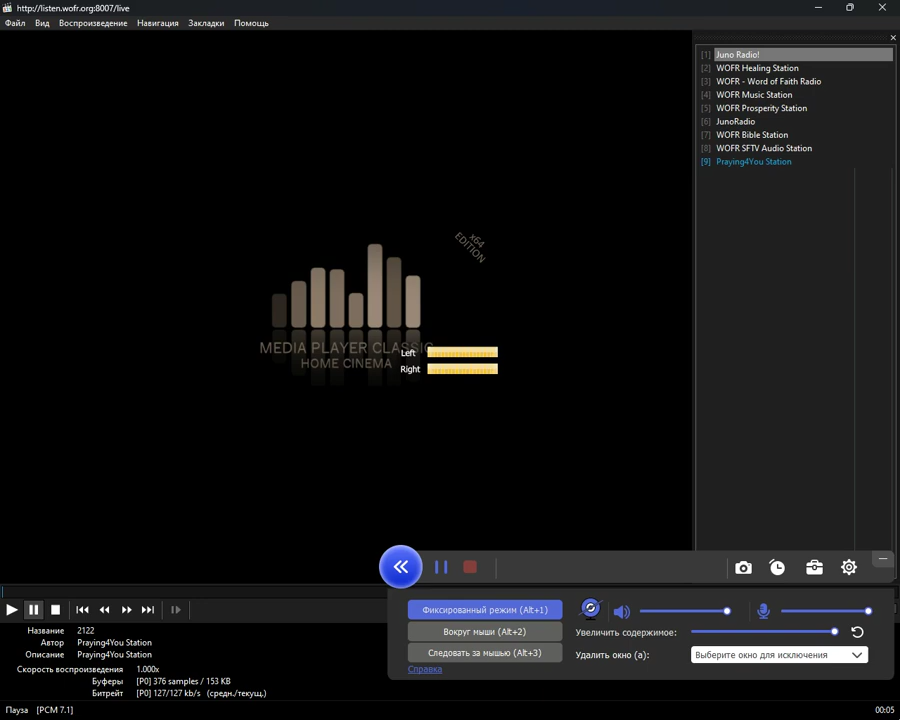 http://listen.wofr.org:8007/live
Файл Вид Воспроизведение Навигация Закладки Помощь
[1] Juno Radio!
[2] WOFR Healing Station
[3] WOFR - Word of Faith Radio
[4] WOFR Music Station
[5] WOFR Prosperity Station
[6] JunoRadio
[7] WOFR Bible Station
[8] WOFR SFTV Audio Station
[9] Praying4You Station
x64
EDITION
MEDIA PLAYER CLASSIC
HOME CINEMA
Left
Right
Фиксированный режим (Alt+1)
Вокруг мыши (Alt+2)
Следовать за мышью (Alt+3)
Справка
Увеличить содержимое:
Удалить окно (а): Выберите окно для исключения
Название 2122
Автор Praying4You Station
Описание Praying4You Station
Скорость воспроизведения 1.000x
Буферы [P0] 376 samples / 153 KB
Битрейт [P0] 127/127 kb/s (средн./текущ.)
Пауза [PCM 7.1] 00:05